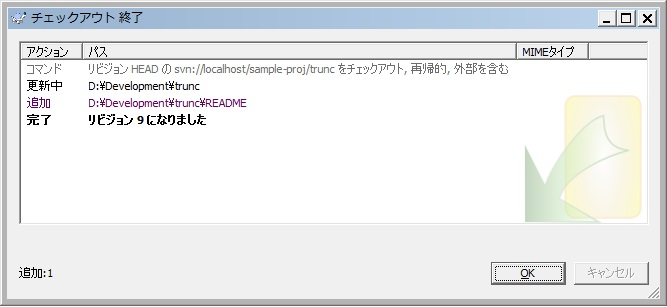 チェックアウト 終了
アクション パス MIMEタイプ
コマンド リビジョン HEAD の svn://localhost/sample-proj/trunc をチェックアウト, 再帰的, 外部を含む
更新中 D:¥Development¥trunc
追加 D:¥Development¥trunc¥README
完了 リビジョン 9 になりました
追加:1
OK キャンセル